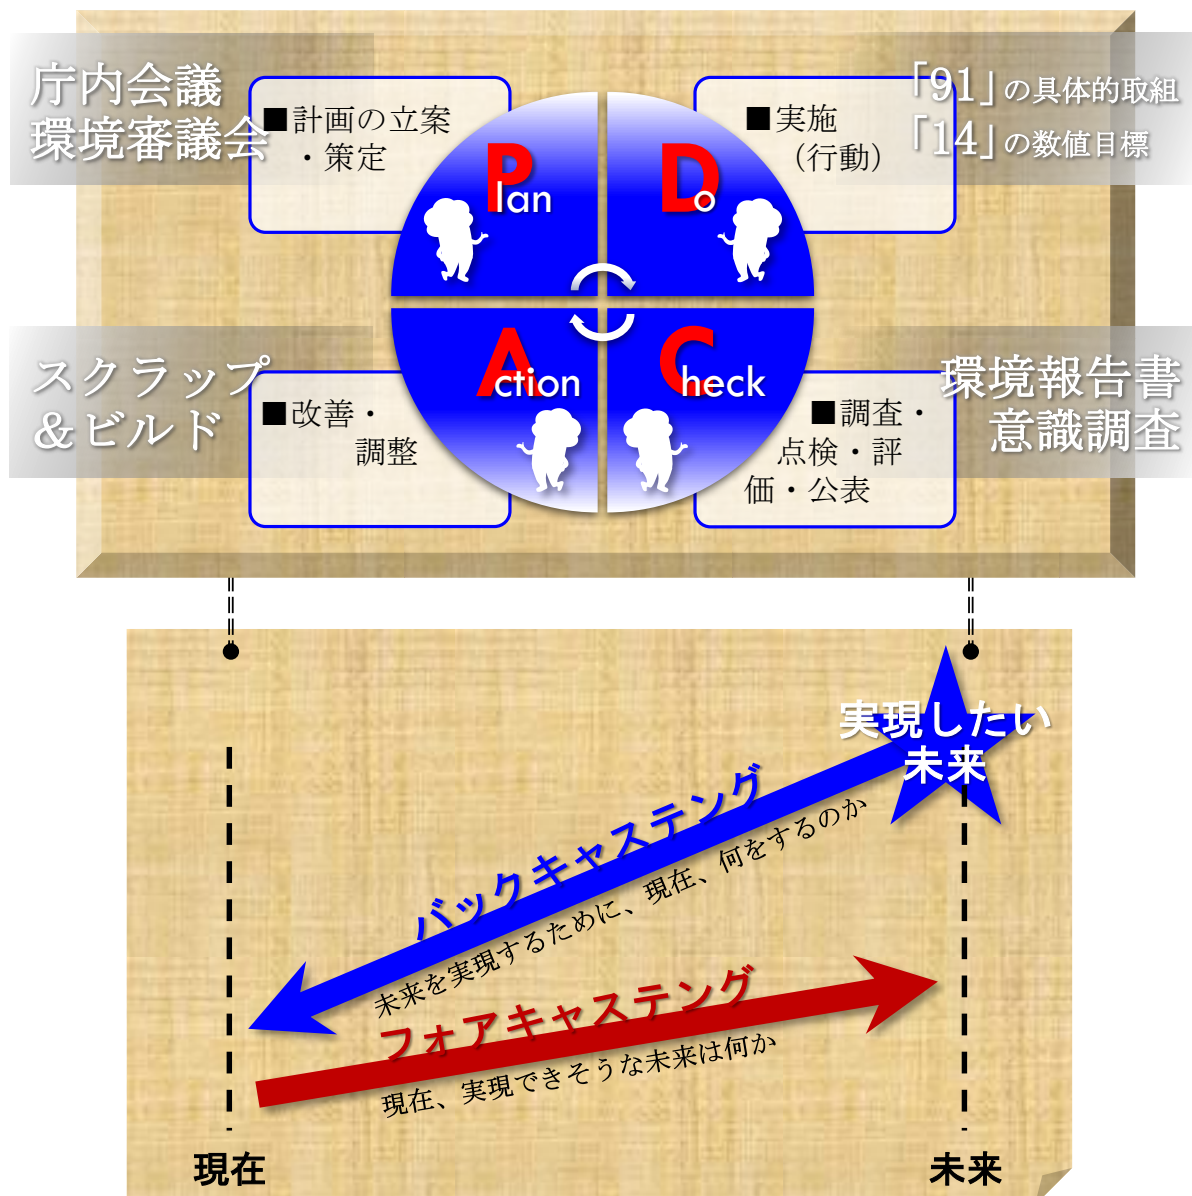 庁内会議
環境審議会
■計画の立案
・策定
Plan
Do
■実施
（行動）
「91」の具体的取組
「14」の数値目標
スクラップ
＆ビルド
■改善・
調整
Action
Check
■調査・
点検・評
価・公表
環境報告書
意識調査
実現したい
未来
バックキャステング
未来を実現するために、現在、何をするのか
フォアキャステング
現在、実現できそうな未来は何か
現在
未来